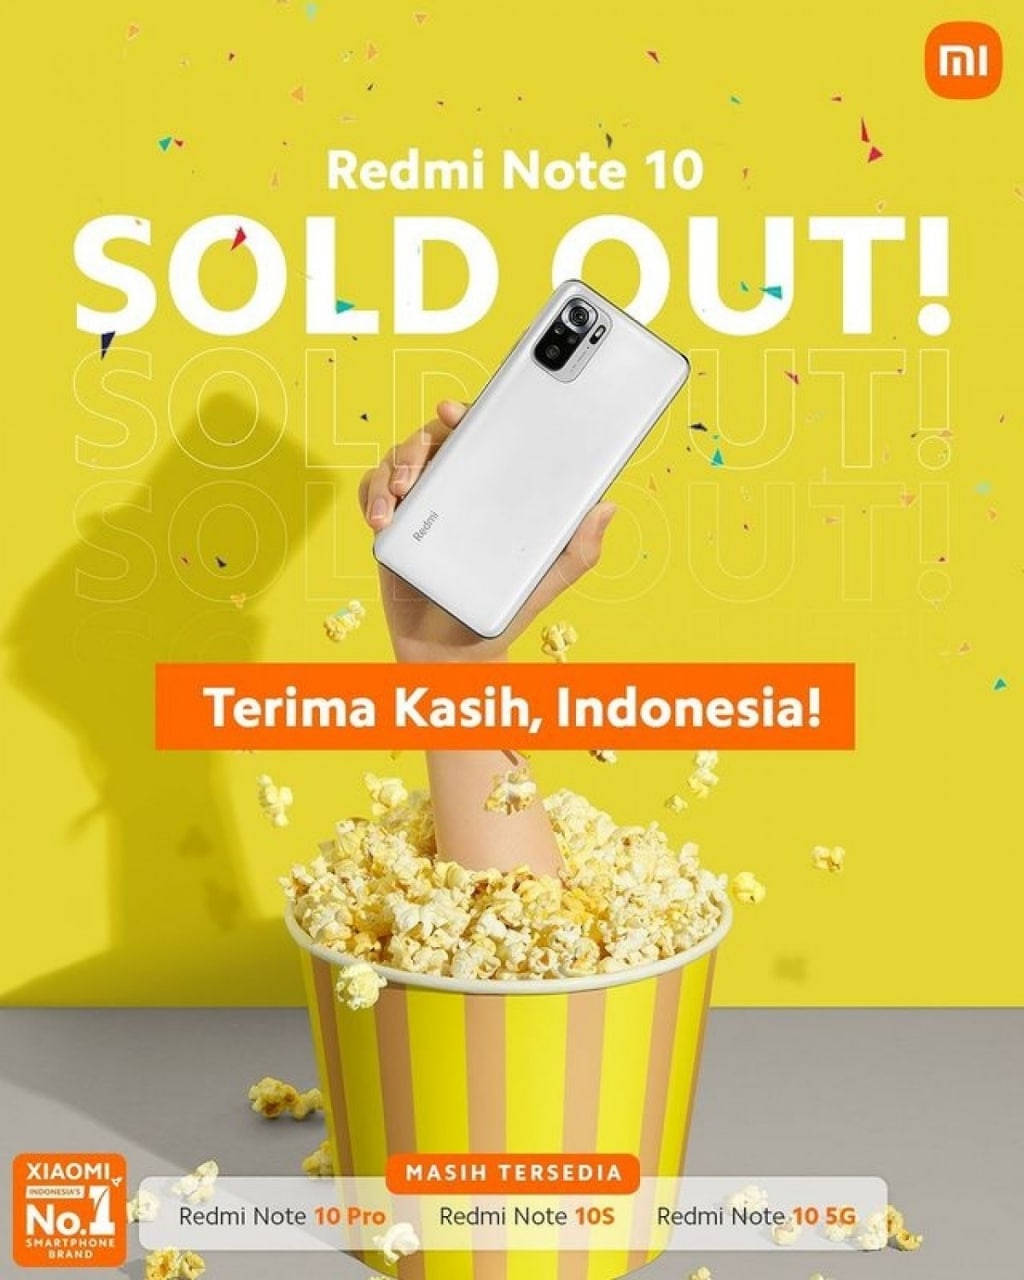 mi
Redmi Note 10
SOLD OUT!
SOLD OUT!
SOLD OUT!
Redmi
Terima Kasih, Indonesia!
MASIH TERSEDIA
XIAOMI
INDONESIA'S
No.1
SMARTPHONE
BRAND
Redmi Note 10 Pro
Redmi Note 10S
Redmi Note 10 5G